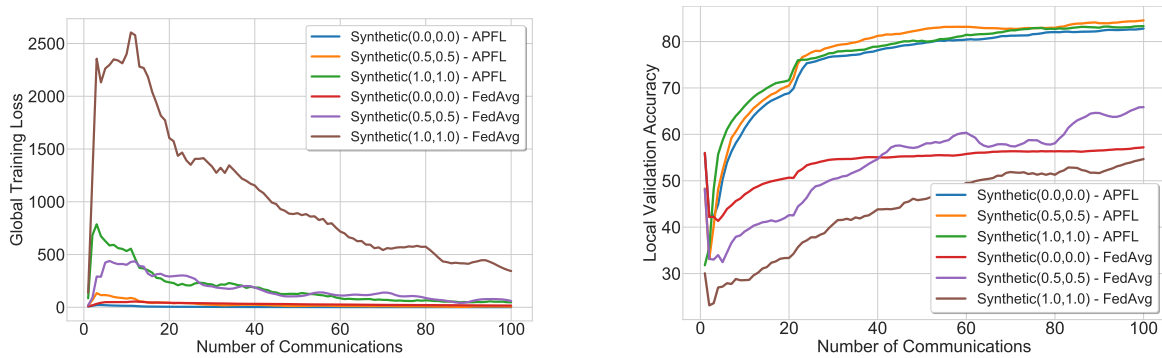 2500
2000
1500
1000
500
0
0
20
40
60
80
100
Global Training Loss
Number of Communications
Synthetic(0.0,0.0) - APFL
Synthetic(0.5,0.5) - APFL
Synthetic(1.0,1.0) - APFL
Synthetic(0.0,0.0) - FedAvg
Synthetic(0.5,0.5) - FedAvg
Synthetic(1.0,1.0) - FedAvg
80
70
60
50
40
30
0
20
40
60
80
100
Local Validation Accuracy
Number of Communications
Synthetic(0.0,0.0) - APFL
Synthetic(0.5,0.5) - APFL
Synthetic(1.0,1.0) - APFL
Synthetic(0.0,0.0) - FedAvg
Synthetic(0.5,0.5) - FedAvg
Synthetic(1.0,1.0) - FedAvg